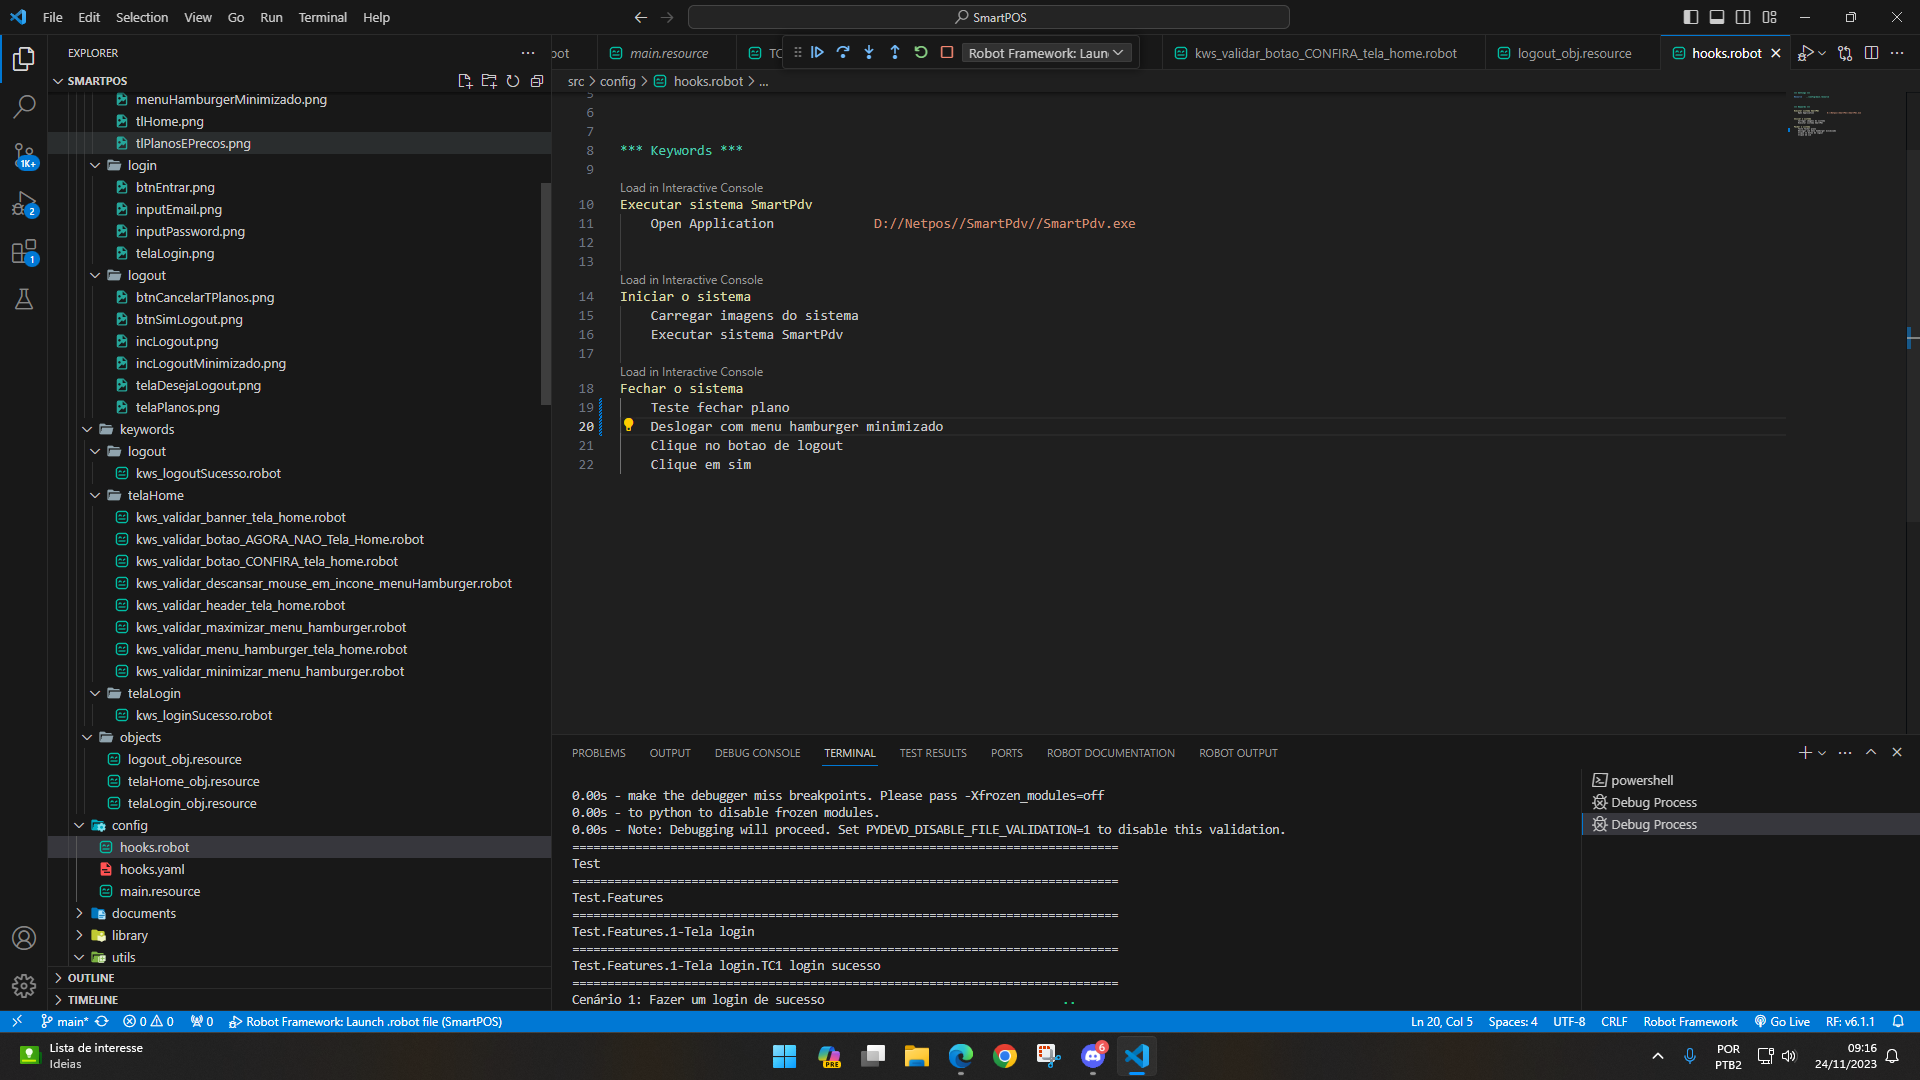 File Edit Selection View Go Run Terminal Help
SmartPOS
EXPLORER
SMARTPOS
menuHamburgerMinimizado.png
tlHome.png
tlPlanosEPrecos.png
login
btnEntrar.png
inputEmail.png
inputPassword.png
telaLogin.png
logout
btnCancelarTPlanos.png
btnSimLogout.png
incLogout.png
incLogoutMinimizado.png
telaDesejaLogout.png
telaPlanos.png
keywords
logout
kws_logoutSucesso.robot
telaHome
kws_validar_banner_tela_home.robot
kws_validar_botao_AGORA_NAO_Tela_Home.robot
kws_validar_botao_CONFIRA_tela_home.robot
kws_validar_descansar_mouse_em_incone_menuHamburger.robot
kws_validar_header_tela_home.robot
kws_validar_maximizar_menu_hamburger.robot
kws_validar_menu_hamburger_tela_home.robot
kws_validar_minimizar_menu_hamburger.robot
telaLogin
kws_loginSucesso.robot
objects
logout_obj.resource
telaHome_obj.resource
telaLogin_obj.resource
config
hooks.robot
hooks.yaml
main.resource
documents
library
utils
OUTLINE
TIMELINE
1K+
2
1
bot main.resource TC Robot Framework: Laun kws_validar_botao_CONFIRA_tela_home.robot logout_obj.resource hooks.robot
src > config > hooks.robot > ...
5
6
7
8 *** Keywords ***
9
Load in Interactive Console
10 Executar sistema SmartPdv
11 Open Application D://Netpos//SmartPdv//SmartPdv.exe
12
13
Load in Interactive Console
14 Iniciar o sistema
15 Carregar imagens do sistema
16 Executar sistema SmartPdv
17
Load in Interactive Console
18 Fechar o sistema
19 Teste fechar plano
20 Deslogar com menu hamburger minimizado
21 Clique no botao de logout
22 Clique em sim
PROBLEMS OUTPUT DEBUG CONSOLE TERMINAL TEST RESULTS PORTS ROBOT DOCUMENTATION ROBOT OUTPUT
0.00s - make the debugger miss breakpoints. Please pass -Xfrozen_modules=off
0.00s - to python to disable frozen modules.
0.00s - Note: Debugging will proceed. Set PYDEVD_DISABLE_FILE_VALIDATION=1 to disable this validation.
==============================================================================
Test
==============================================================================
Test.Features
==============================================================================
Test.Features.1-Tela login
==============================================================================
Test.Features.1-Tela login.TC1 login sucesso
==============================================================================
Cenário 1: Fazer um login de sucesso ..
powershell
Debug Process
Debug Process
main* 0 0 0 Robot Framework: Launch .robot file (SmartPOS) Ln 20, Col 5 Spaces: 4 UTF-8 CRLF Robot Framework Go Live RF: v6.1.1
Lista de interesse
Ideias
PRE
6
POR
PTB2
09:16
24/11/2023